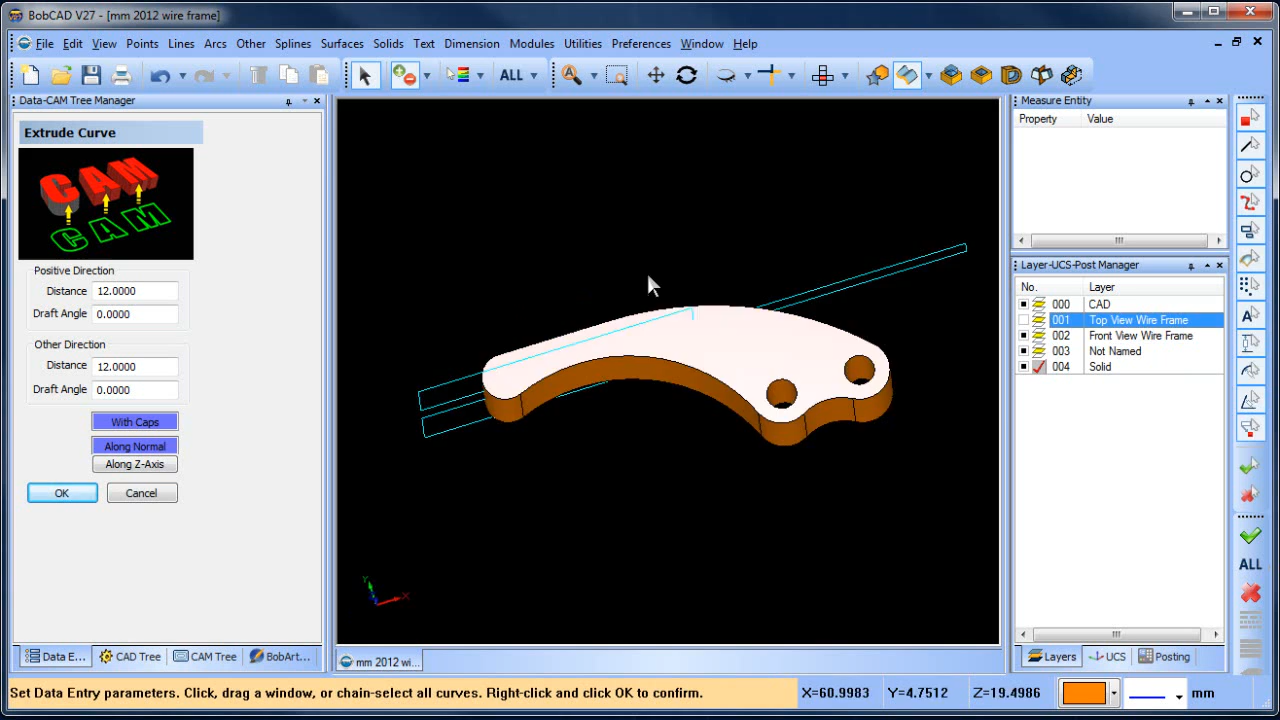 BobCAD V27 - [mm 2012 wire frame]
File Edit View Points Lines Arcs Other Splines Surfaces Solids Text Dimension Modules Utilities Preferences Window Help
ALL
Data-CAM Tree Manager
Extrude Curve
CAM
CAM
Positive Direction
Distance 12.0000
Draft Angle 0.0000
Other Direction
Distance 12.0000
Draft Angle 0.0000
With Caps
Along Normal
Along Z-Axis
OK Cancel
Data E... CAD Tree CAM Tree BobArt...
Y
X
mm 2012 wi...
Measure Entity
Property Value
Layer-UCS-Post Manager
No. Layer
000 CAD
001 Top View Wire Frame
002 Front View Wire Frame
003 Not Named
004 Solid
Layers UCS Posting
A
ALL
Set Data Entry parameters. Click, drag a window, or chain-select all curves. Right-click and click OK to confirm. X=60.9983 Y=4.7512 Z=19.4986 mm